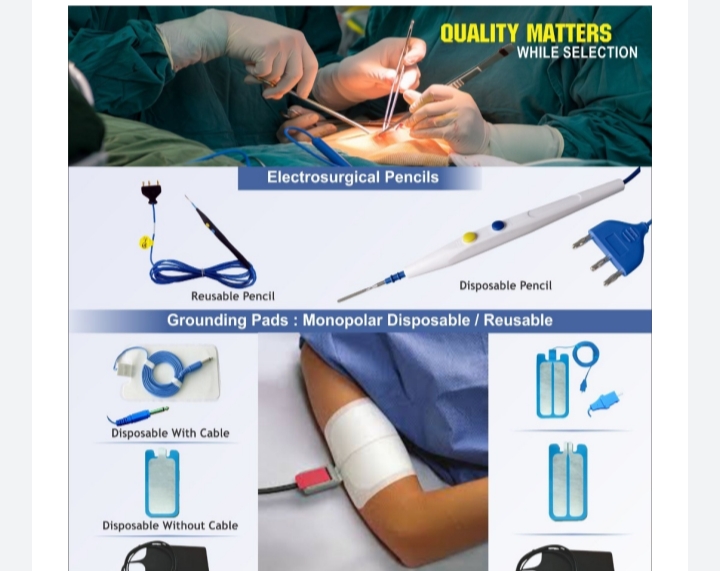 QUALITY MATTERS
WHILE SELECTION
Electrosurgical Pencils
Reusable Pencil
Disposable Pencil
Grounding Pads : Monopolar Disposable / Reusable
Disposable With Cable
Disposable Without Cable